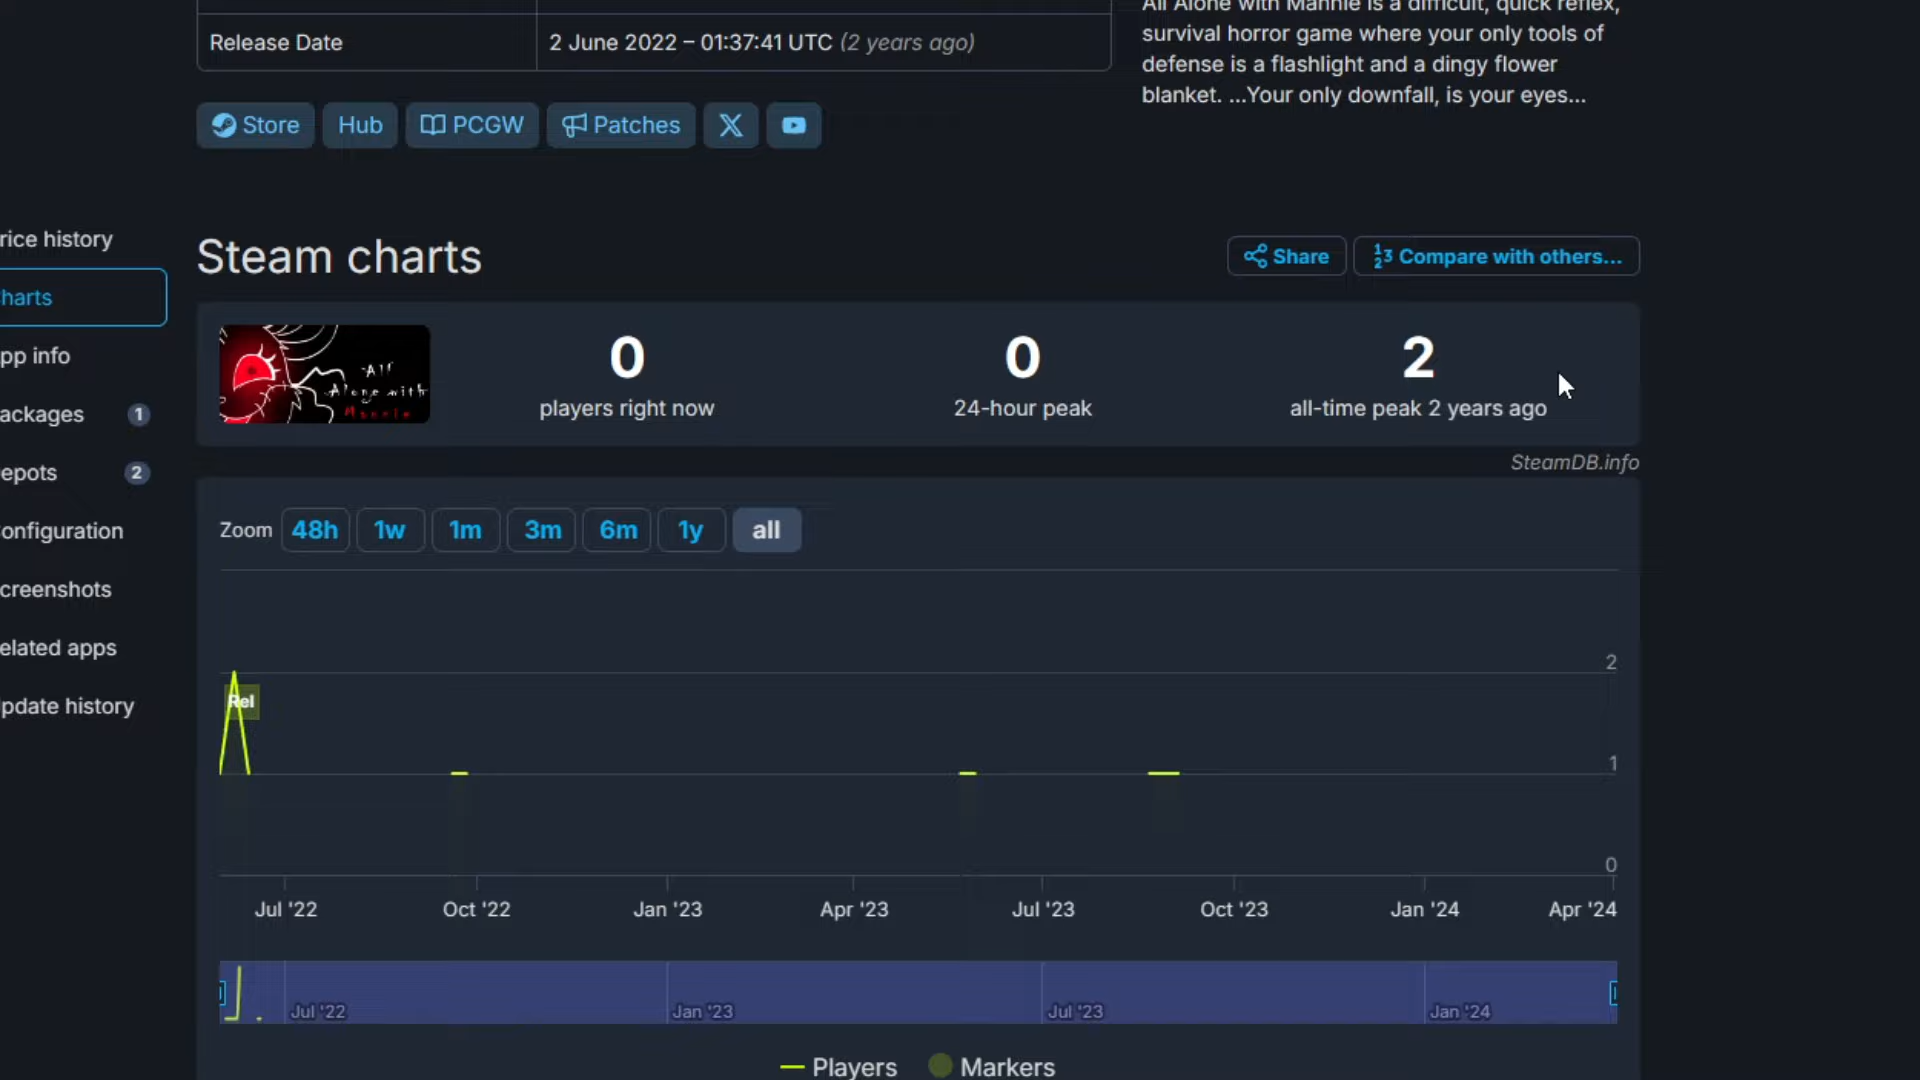 All Alone with Mannie is a difficult, quick reflex,
Release Date 2 June 2022 – 01:37:41 UTC (2 years ago)
survival horror game where your only tools of
defense is a flashlight and a dingy flower
blanket. ...Your only downfall, is your eyes...
Store Hub PCGW Patches
rice history
harts
pp info
ackages 1
epots 2
onfiguration
creenshots
elated apps
pdate history
Steam charts
Share Compare with others...
All
Alone with
Mannie
0 0 2
players right now 24-hour peak all-time peak 2 years ago
SteamDB.info
Zoom 48h 1w 1m 3m 6m 1y all
2
Rel
1
0
Jul '22 Oct '22 Jan '23 Apr '23 Jul '23 Oct '23 Jan '24 Apr '24
Jul '22 Jan '23 Jul '23 Jan '24
Players Markers